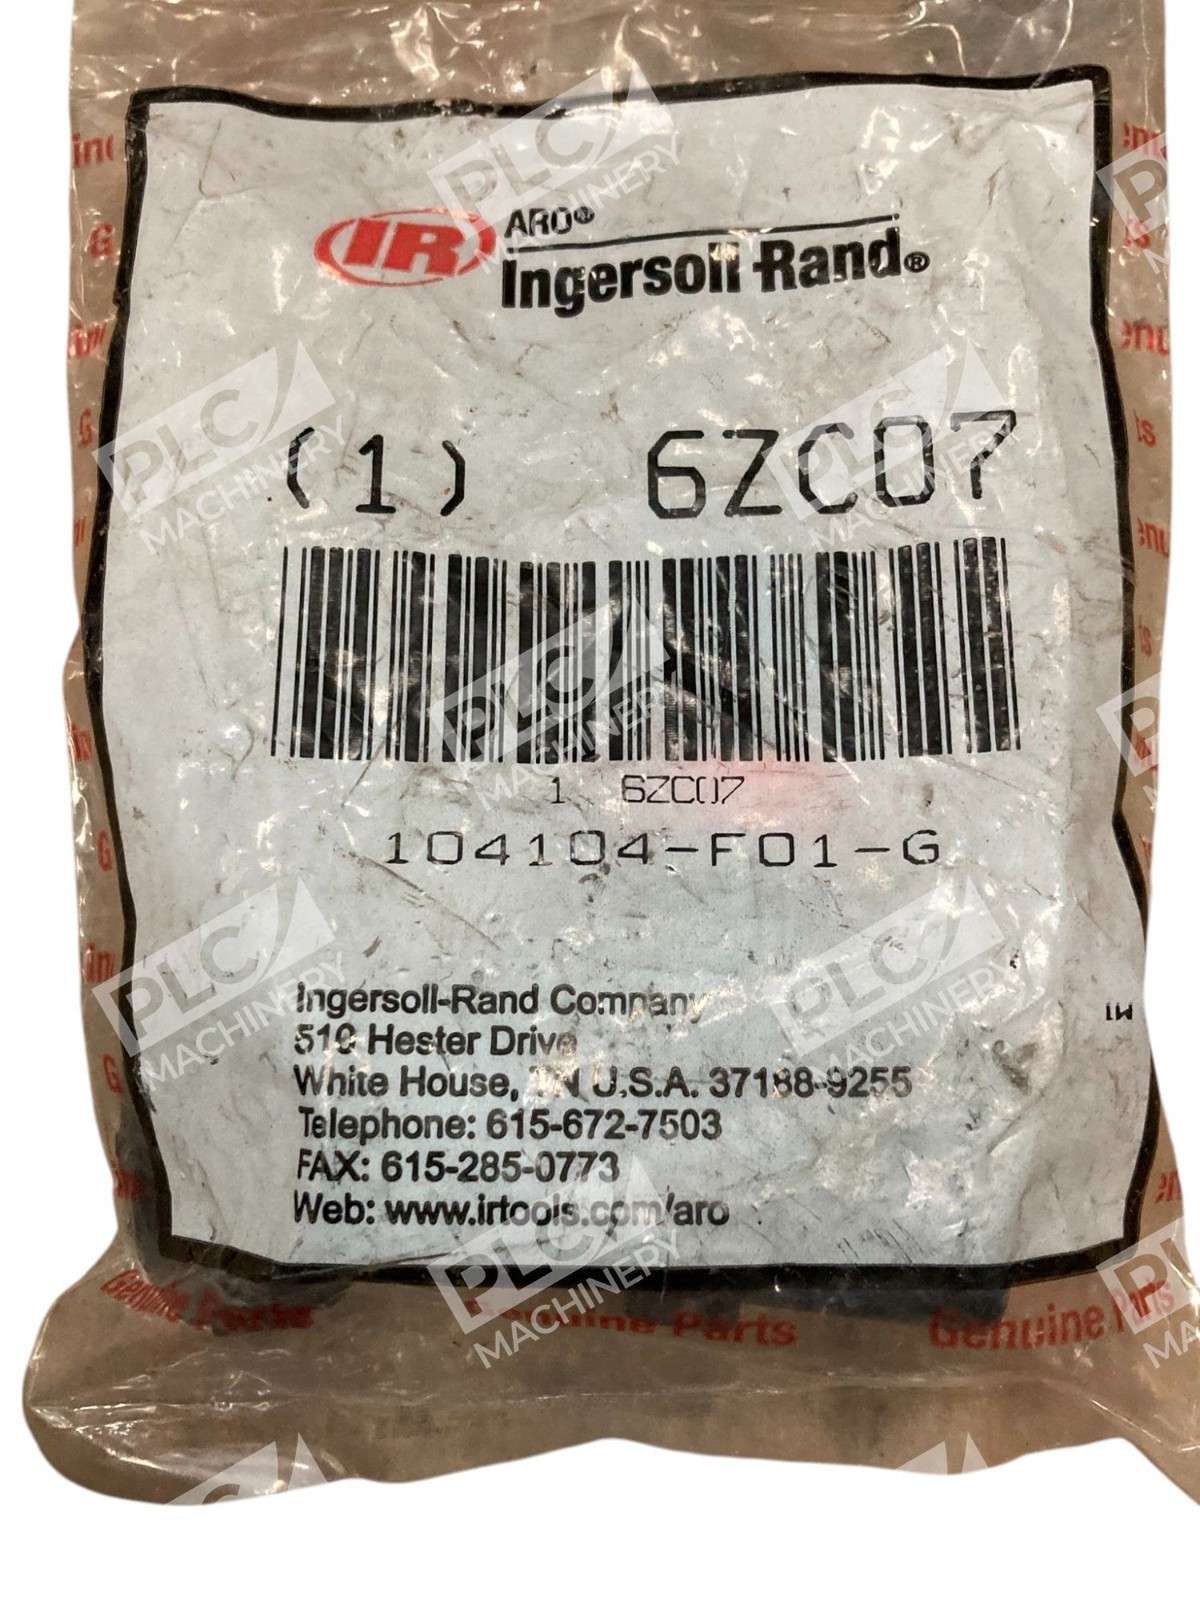 IR ARO®
Ingersoll-Rand®
(1) 6ZC07
1 6ZC07
104104-F01-G
Ingersoll-Rand Company
Hester Drive
White House, TN U.S.A. 37188-9255
Telephone: 615-672-7503
FAX: 615-285-0773
Web: www.irtools.com/aro
Genuine Parts Genuine Parts Genuine Parts
PLC MACHINERY